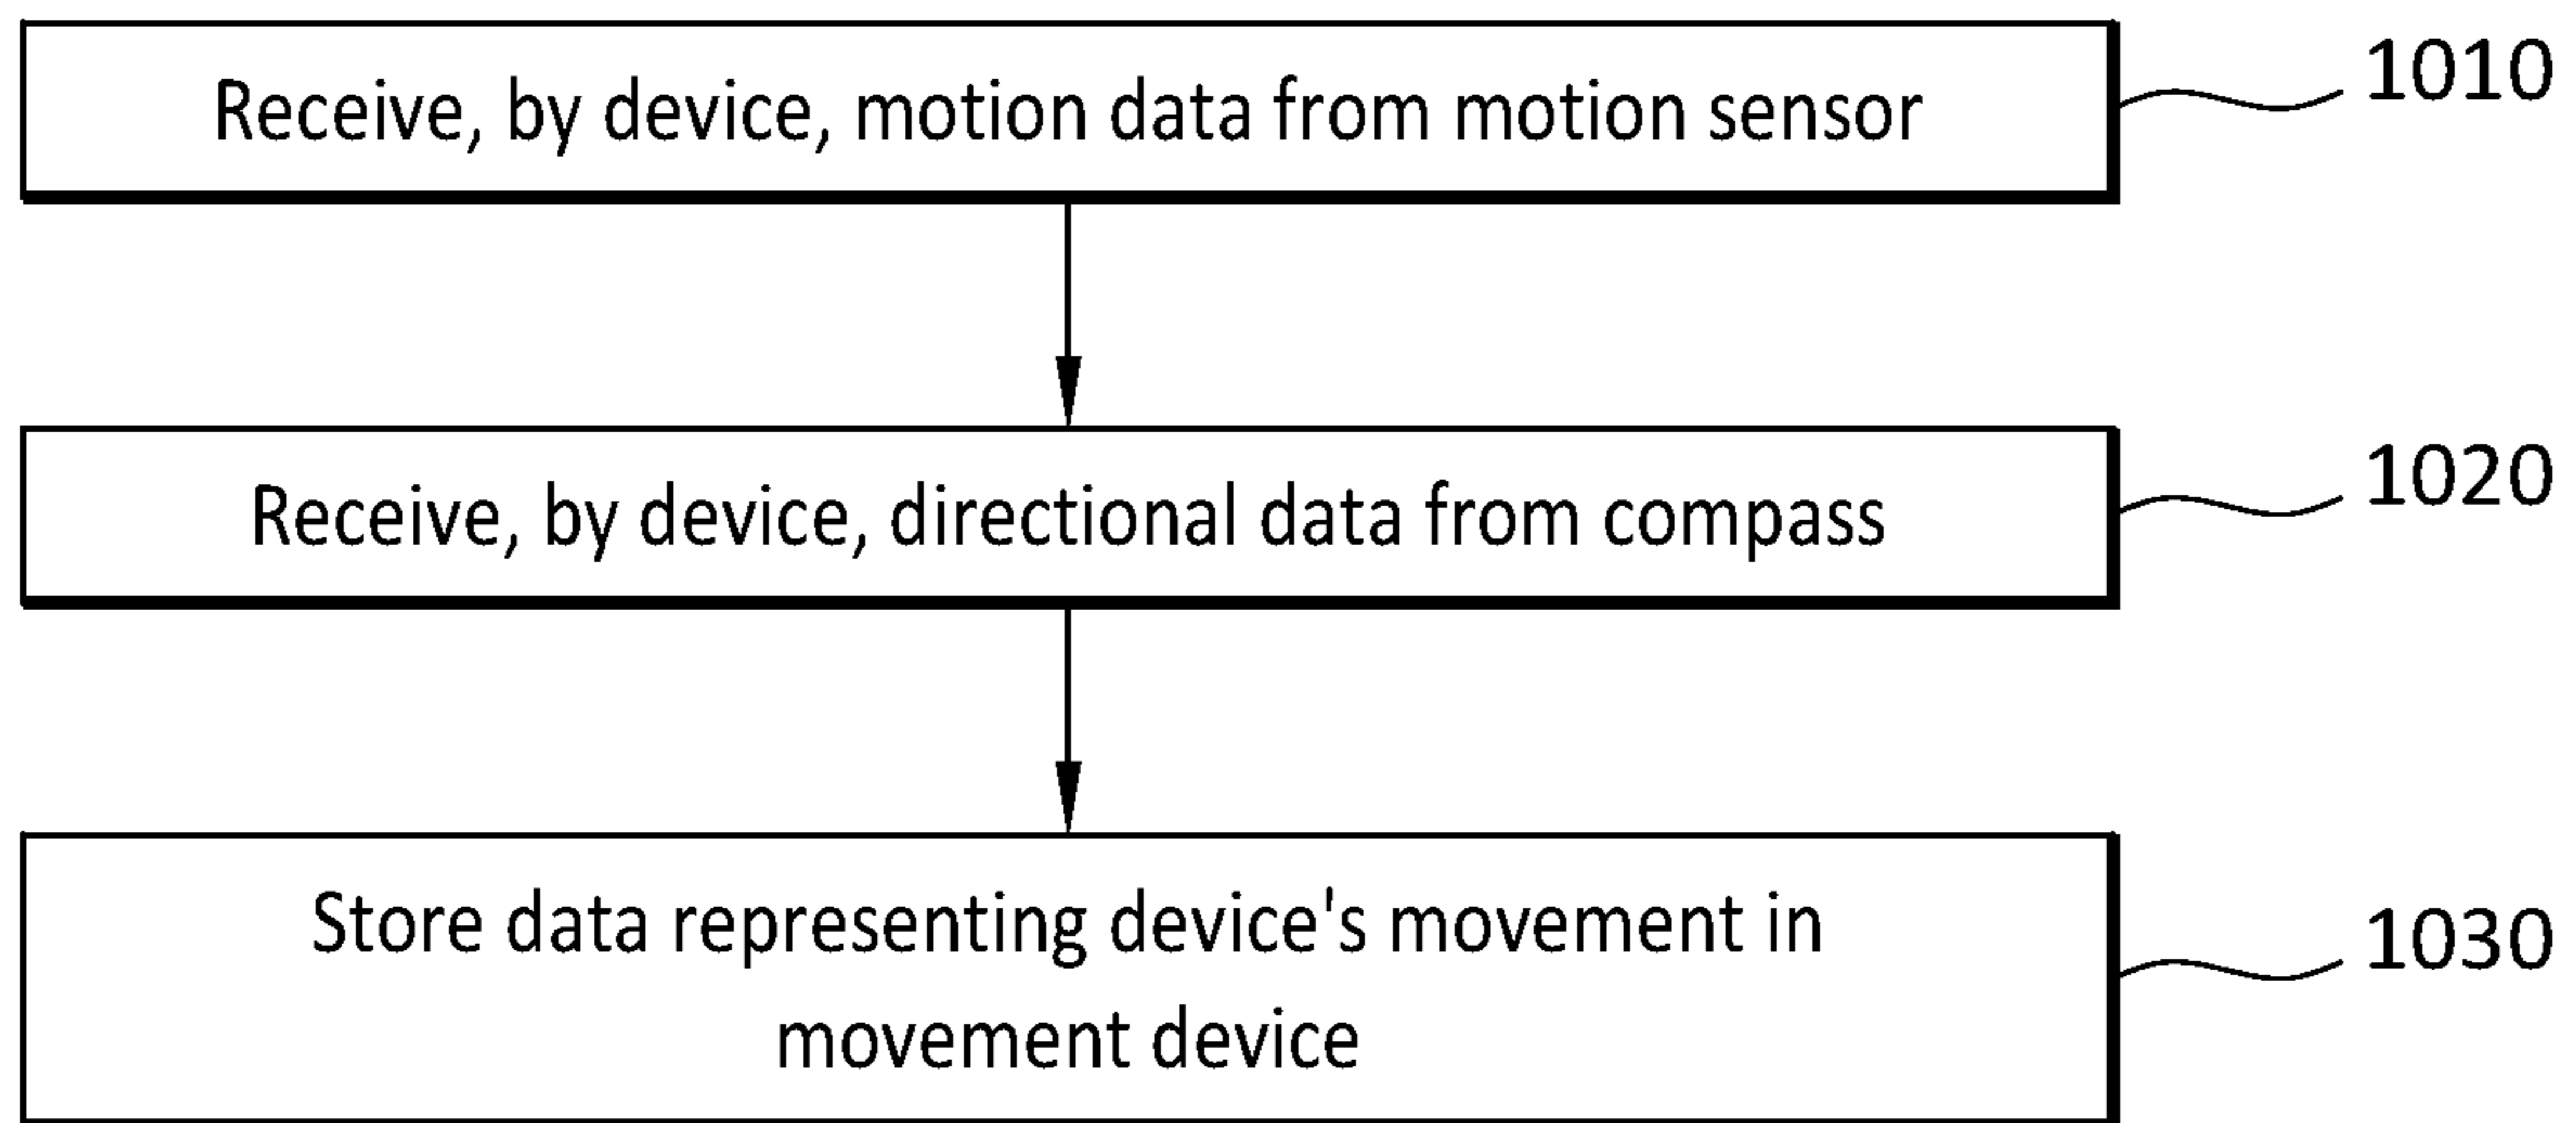 Receive, by device, motion data from motion sensor
1010
Receive, by device, directional data from compass
1020
Store data representing device's movement in
movement device
1030